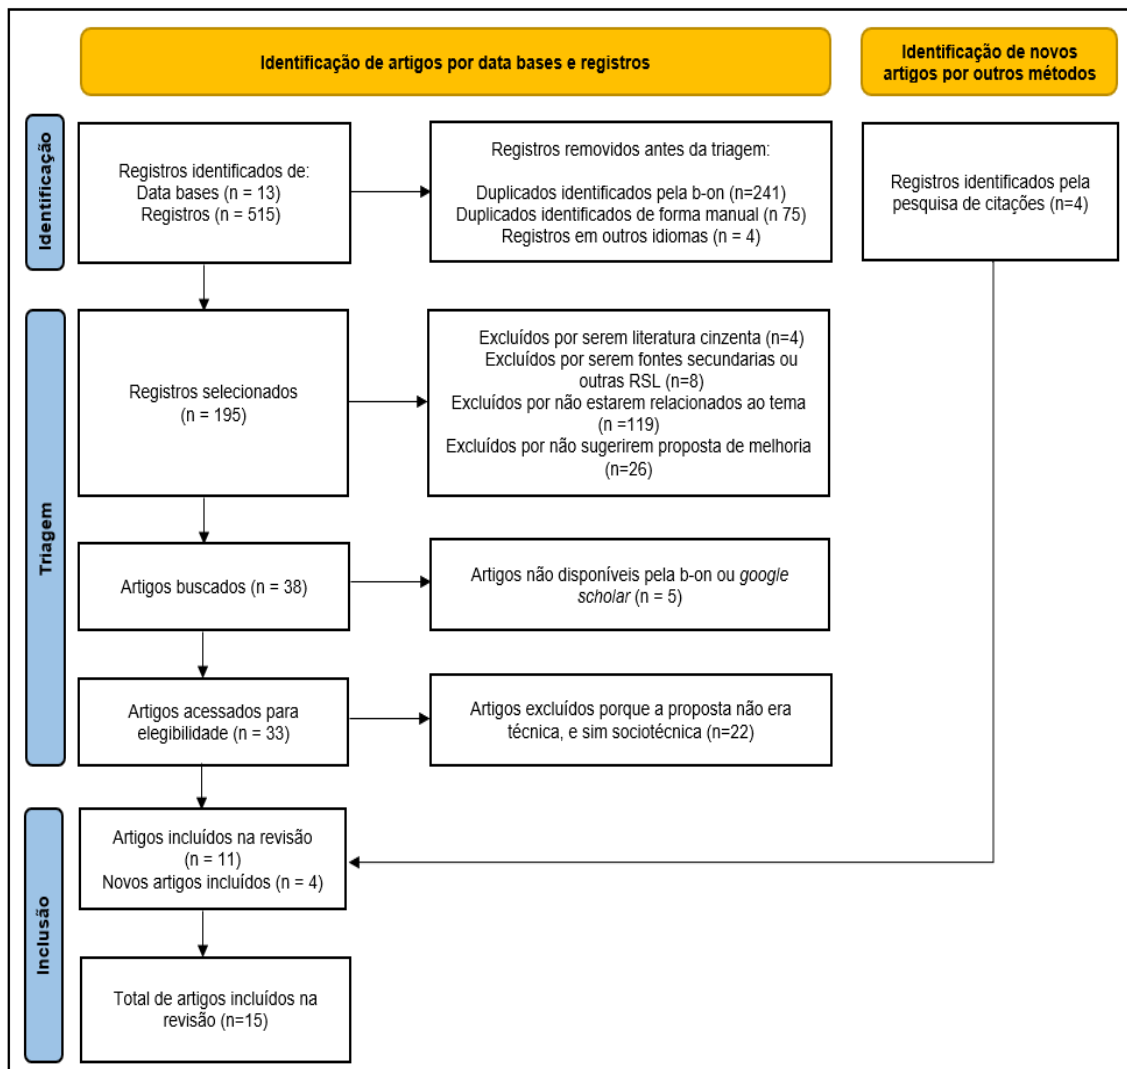 Identificação de artigos por data bases e registros
Identificação de novos
artigos por outros métodos
Identificação
Registros identificados de:
Data bases (n = 13)
Registros (n = 515)
Registros removidos antes da triagem:
Duplicados identificados pela b-on (n=241)
Duplicados identificados de forma manual (n 75)
Registros em outros idiomas (n = 4)
Registros identificados pela
pesquisa de citações (n=4)
Triagem
Registros selecionados
(n = 195)
Excluídos por serem literatura cinzenta (n=4)
Excluídos por serem fontes secundarias ou
outras RSL (n=8)
Excluídos por não estarem relacionados ao tema
(n =119)
Excluídos por não sugerirem proposta de melhoria
(n=26)
Artigos buscados (n = 38)
Artigos não disponíveis pela b-on ou google
scholar (n = 5)
Artigos acessados para
elegibilidade (n = 33)
Artigos excluídos porque a proposta não era
técnica, e sim sociotécnica (n=22)
Inclusão
Artigos incluídos na revisão
(n = 11)
Novos artigos incluídos (n = 4)
Total de artigos incluídos na
revisão (n=15)